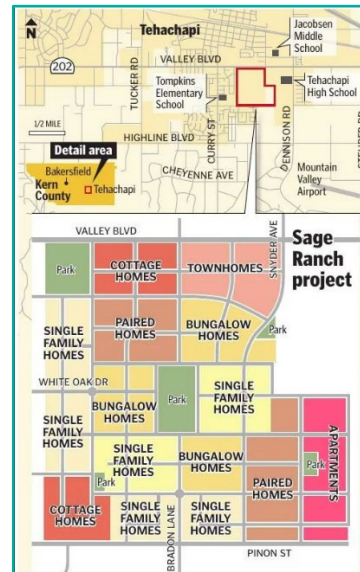 N
Tehachapi
202
TUCKER RD
VALLEY BLVD
Jacobsen
Middle
School
Tompkins
Elementary
School
Tehachapi
High School
1/2 MILE
HIGHLINE BLVD
CURRY ST
DENNISON RD
Detail area
Bakersfield
Kern
County
Tehachapi
CHEYENNE AVE
Mountain
Valley
Airport
VALLEY BLVD
SNYDER AVE
Sage
Ranch
project
Park
COTTAGE
HOMES
TOWNHOMES
PAIRED
HOMES
BUNGALOW
HOMES
Park
SINGLE
FAMILY
HOMES
WHITE OAK DR
SINGLE
FAMILY
HOMES
BUNGALOW
HOMES
Park
SINGLE
FAMILY
HOMES
APARTMENTS
SINGLE
FAMILY
HOMES
BUNGALOW
HOMES
Park
Park
PAIRED
HOMES
COTTAGE
HOMES
SINGLE
FAMILY
HOMES
BRADON LANE
SINGLE
FAMILY
HOMES
PINON ST